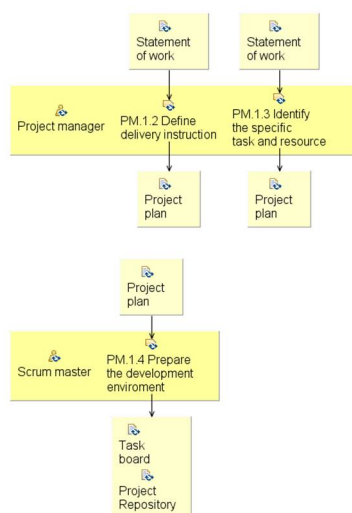 Statement
of work
Statement
of work
Project manager
PM.1.2 Define
delivery instruction
PM.1.3 Identify
the specific
task and resource
Project
plan
Project
plan
Project
plan
Scrum master
PM.1.4 Prepare
the development
enviroment
Task
board
Project
Repository